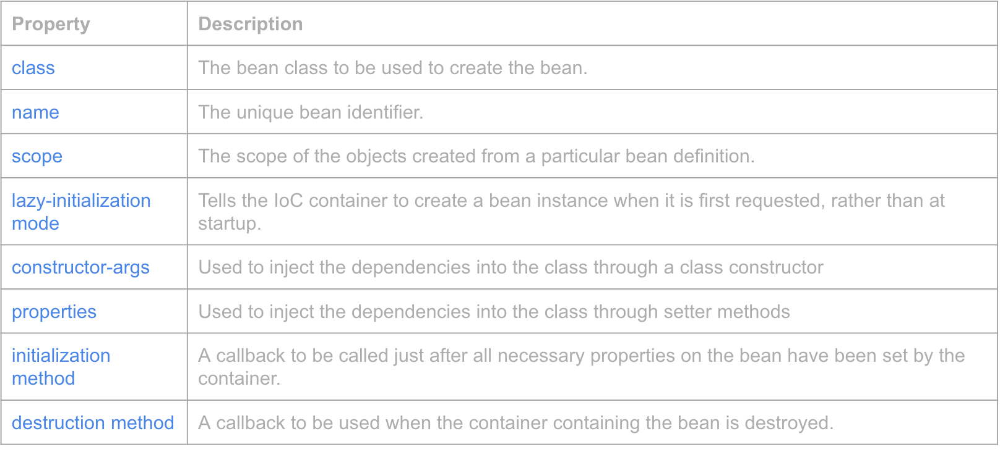 Property Description
class The bean class to be used to create the bean.
name The unique bean identifier.
scope The scope of the objects created from a particular bean definition.
lazy-initialization mode Tells the IoC container to create a bean instance when it is first requested, rather than at
startup.
constructor-args Used to inject the dependencies into the class through a class constructor
properties Used to inject the dependencies into the class through setter methods
initialization method A callback to be called just after all necessary properties on the bean have been set by the
container.
destruction method A callback to be used when the container containing the bean is destroyed.